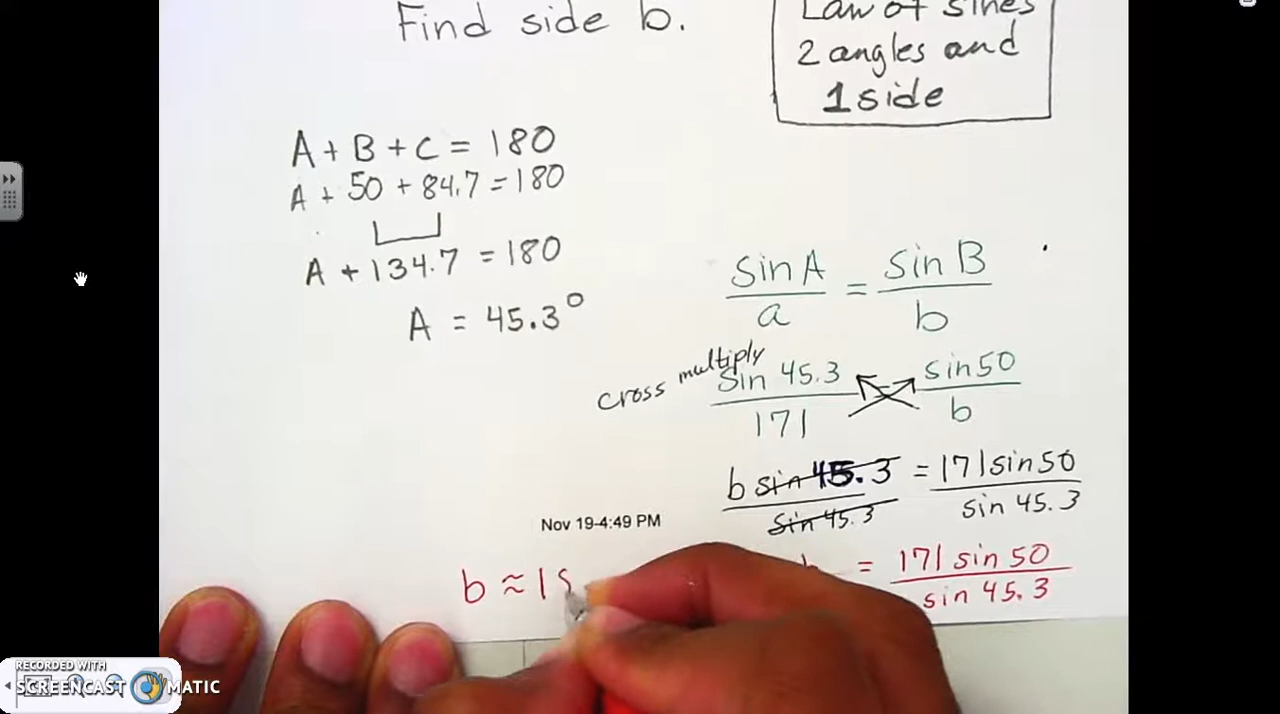 Find side b.
Law of Sines
2 angles and
1 side
A + B + C = 180
A + 50 + 84.7 = 180
A + 134.7 = 180
A = 45.3°
sin A / a = sin B / b
cross multiply
sin 45.3 / 171 = sin 50 / b
b sin 45.3 / sin 45.3 = 171 sin 50 / sin 45.3
Nov 19-4:49 PM
b = 171 sin 50 / sin 45.3
b ≈ 1
RECORDED WITH
SCREENCAST MATIC